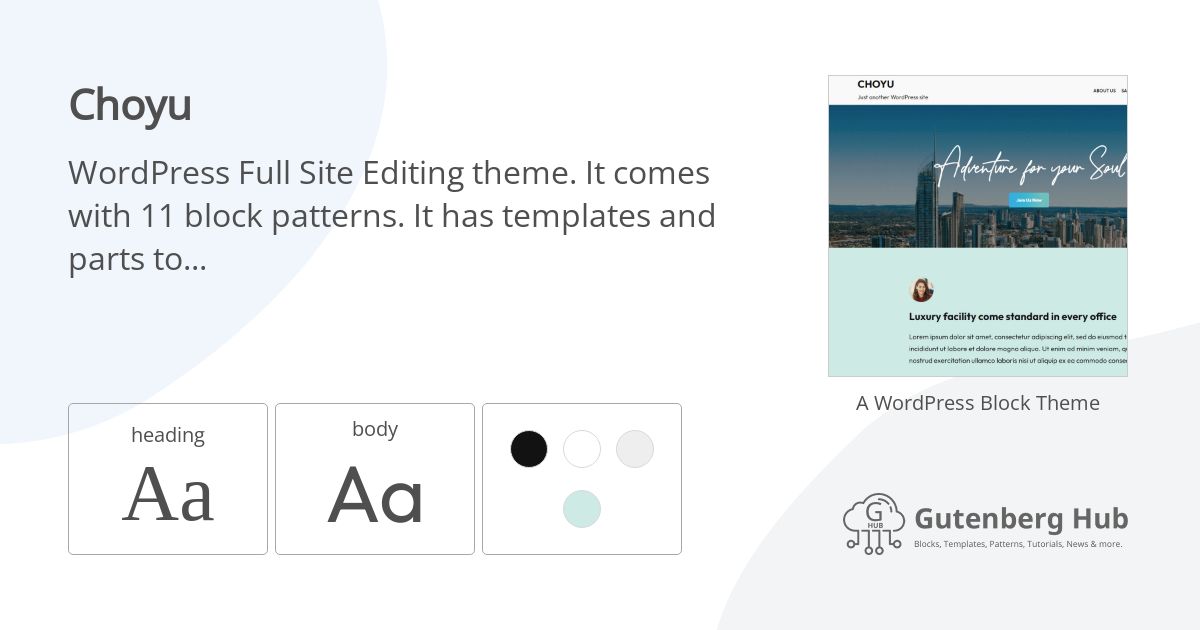 Choyu
WordPress Full Site Editing theme. It comes
with 11 block patterns. It has templates and
parts to...
heading
Aa
body
Aa
CHOYU
Just another WordPress site
ABOUT US SA
Adventure for your Soul
Join Us Now
Luxury facility come standard in every office
Lorem ipsum dolor sit amet, consectetur adipiscing elit, sed do eiusmod t
incididunt ut labore et dolore magna aliqua. Ut enim ad minim veniam, q
nostrud exercitation ullamco laboris nisi ut aliquip ex ea commodo conse
A WordPress Block Theme
G
HUB
Gutenberg Hub
Blocks, Templates, Patterns, Tutorials, News & more.